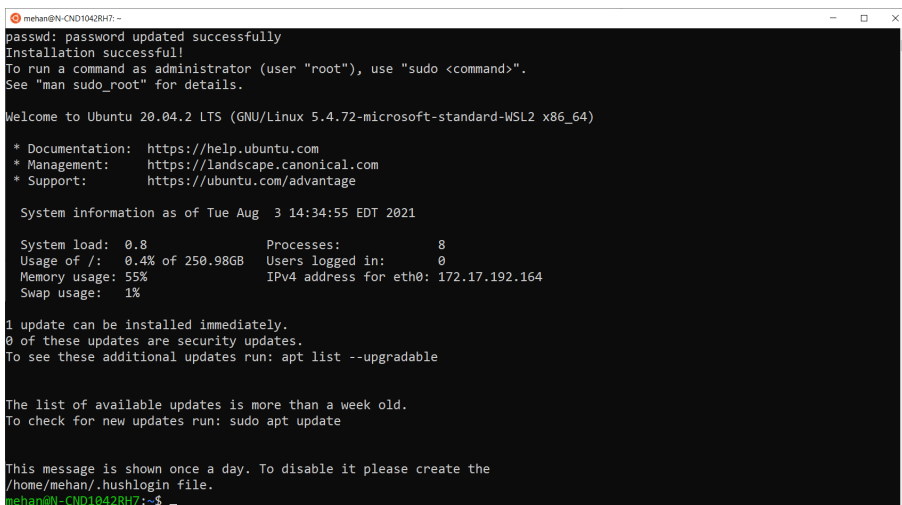 mehan@N-CND1042RH7: ~
passwd: password updated successfully
Installation successful!
To run a command as administrator (user "root"), use "sudo <command>".
See "man sudo_root" for details.
Welcome to Ubuntu 20.04.2 LTS (GNU/Linux 5.4.72-microsoft-standard-WSL2 x86_64)
* Documentation:  https://help.ubuntu.com
* Management:     https://landscape.canonical.com
* Support:        https://ubuntu.com/advantage
System information as of Tue Aug  3 14:34:55 EDT 2021
System load:  0.8                Processes:             8
Usage of /:   0.4% of 250.98GB   Users logged in:       0
Memory usage: 55%                IPv4 address for eth0: 172.17.192.164
Swap usage:   1%
1 update can be installed immediately.
0 of these updates are security updates.
To see these additional updates run: apt list --upgradable
The list of available updates is more than a week old.
To check for new updates run: sudo apt update
This message is shown once a day. To disable it please create the
/home/mehan/.hushlogin file.
mehan@N-CND1042RH7:~$ _